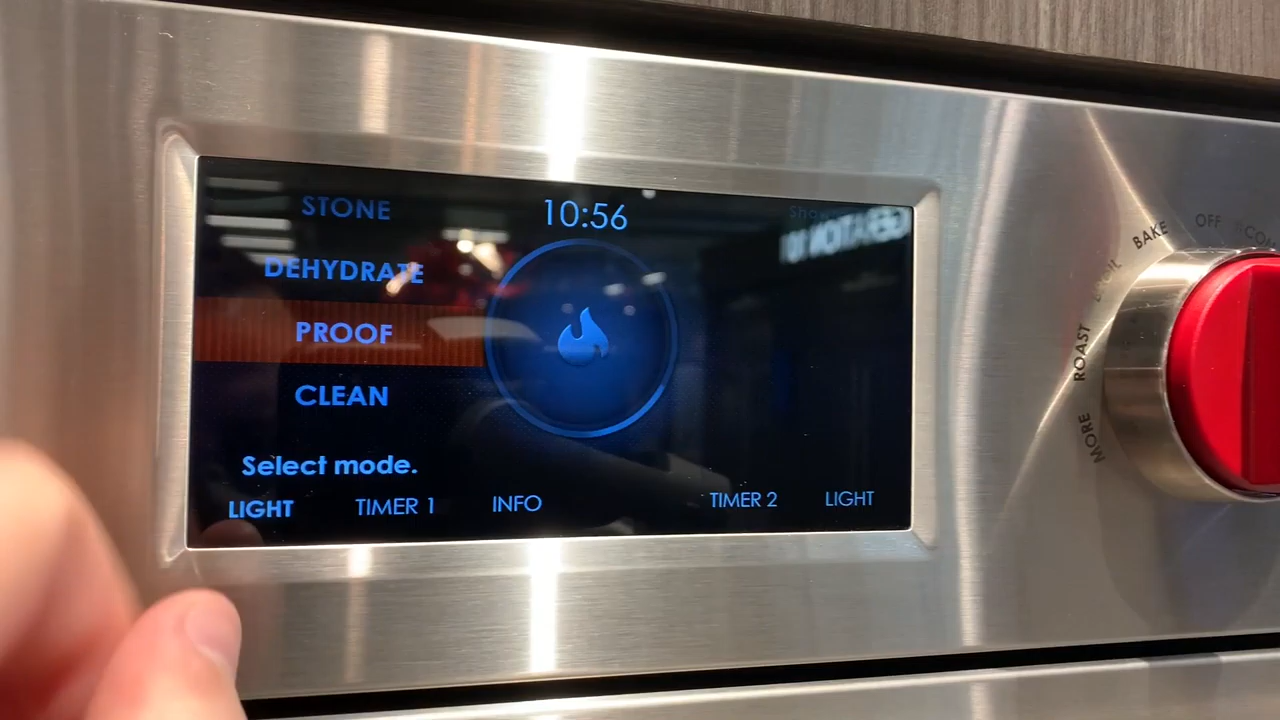 STONE
10:56
DEHYDRATE
PROOF
CLEAN
Select mode.
LIGHT TIMER 1 INFO TIMER 2 LIGHT
OFF
BAKE
ROAST
MORE